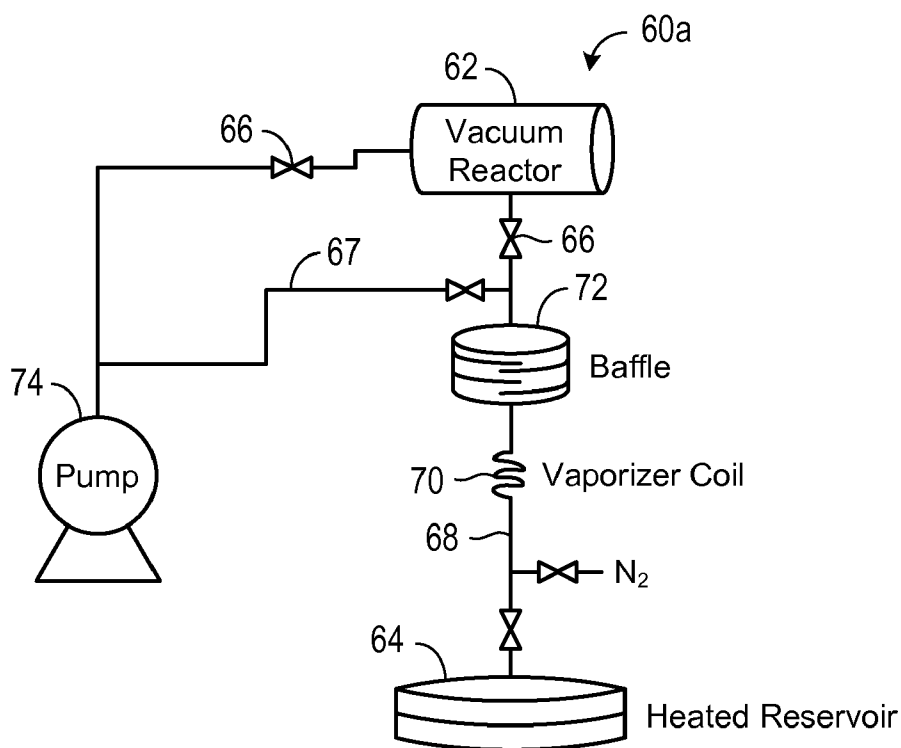 60a
62
Vacuum
Reactor
66
66
67
72
Baffle
74
Pump
70
Vaporizer Coil
68
N₂
64
Heated Reservoir